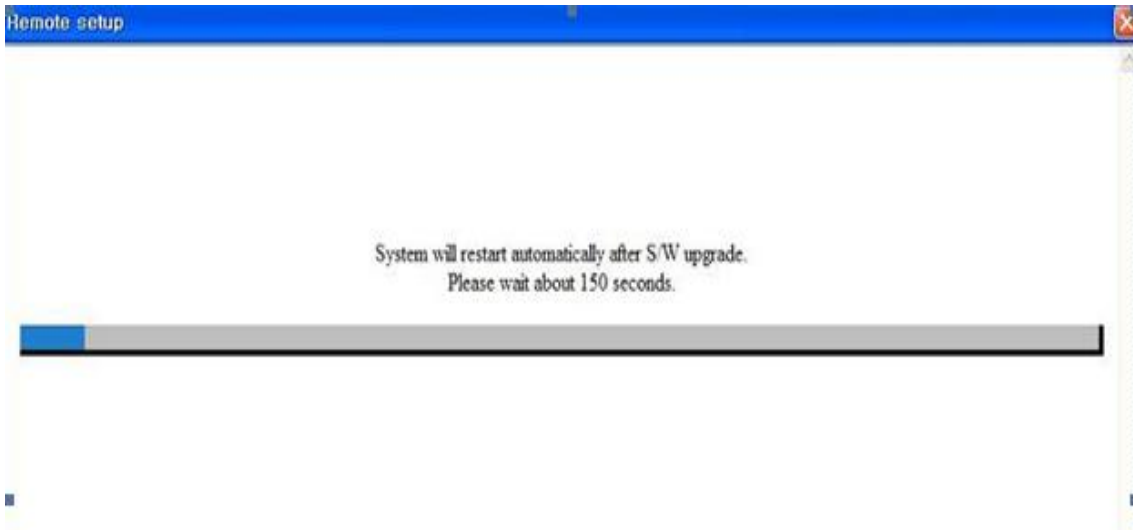 Remote setup
System will restart automatically after S/W upgrade.
Please wait about 150 seconds.